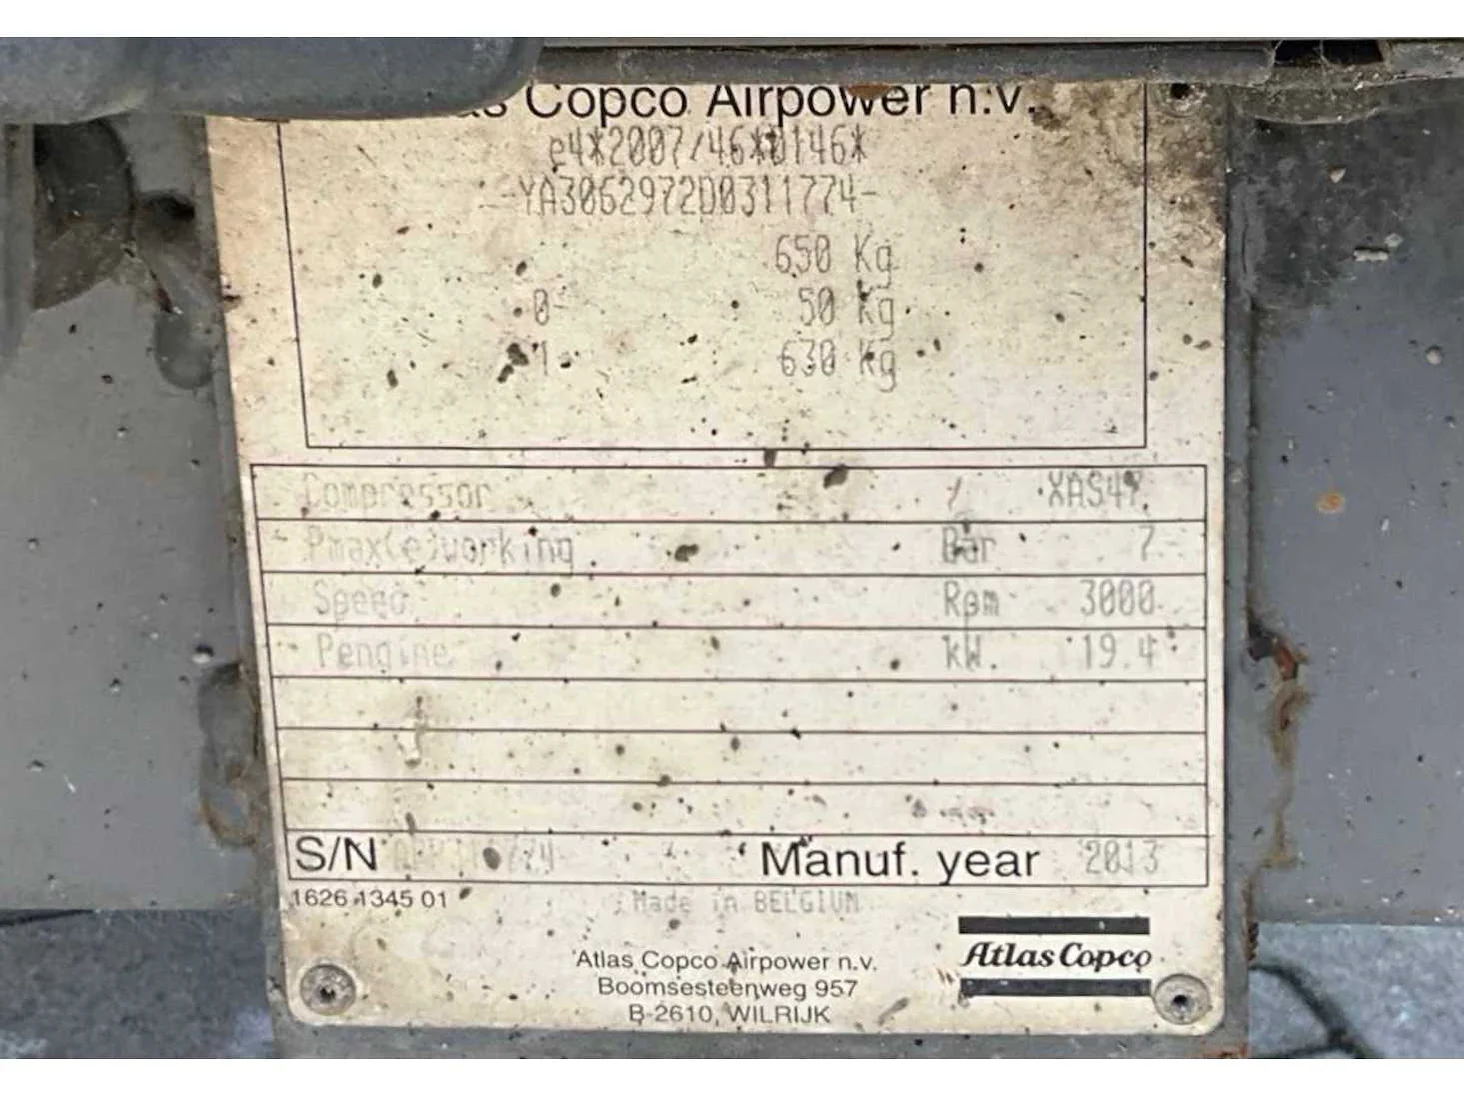 as Copco Airpower n.v.
e4*2007/46*0146*
-YA3062972D0311774-
650 Kg
0- 50 Kg
1- 630 Kg
Compressor XAS47
Pmax(e)working Bar 7
Speed Rpm 3000
Pengine kW. 19.4
S/N Manuf. year 2013
1626 1345 01 Made in BELGIUM
Atlas Copco Airpower n.v.
Boomsesteenweg 957
B-2610, WILRIJK
Atlas Copco